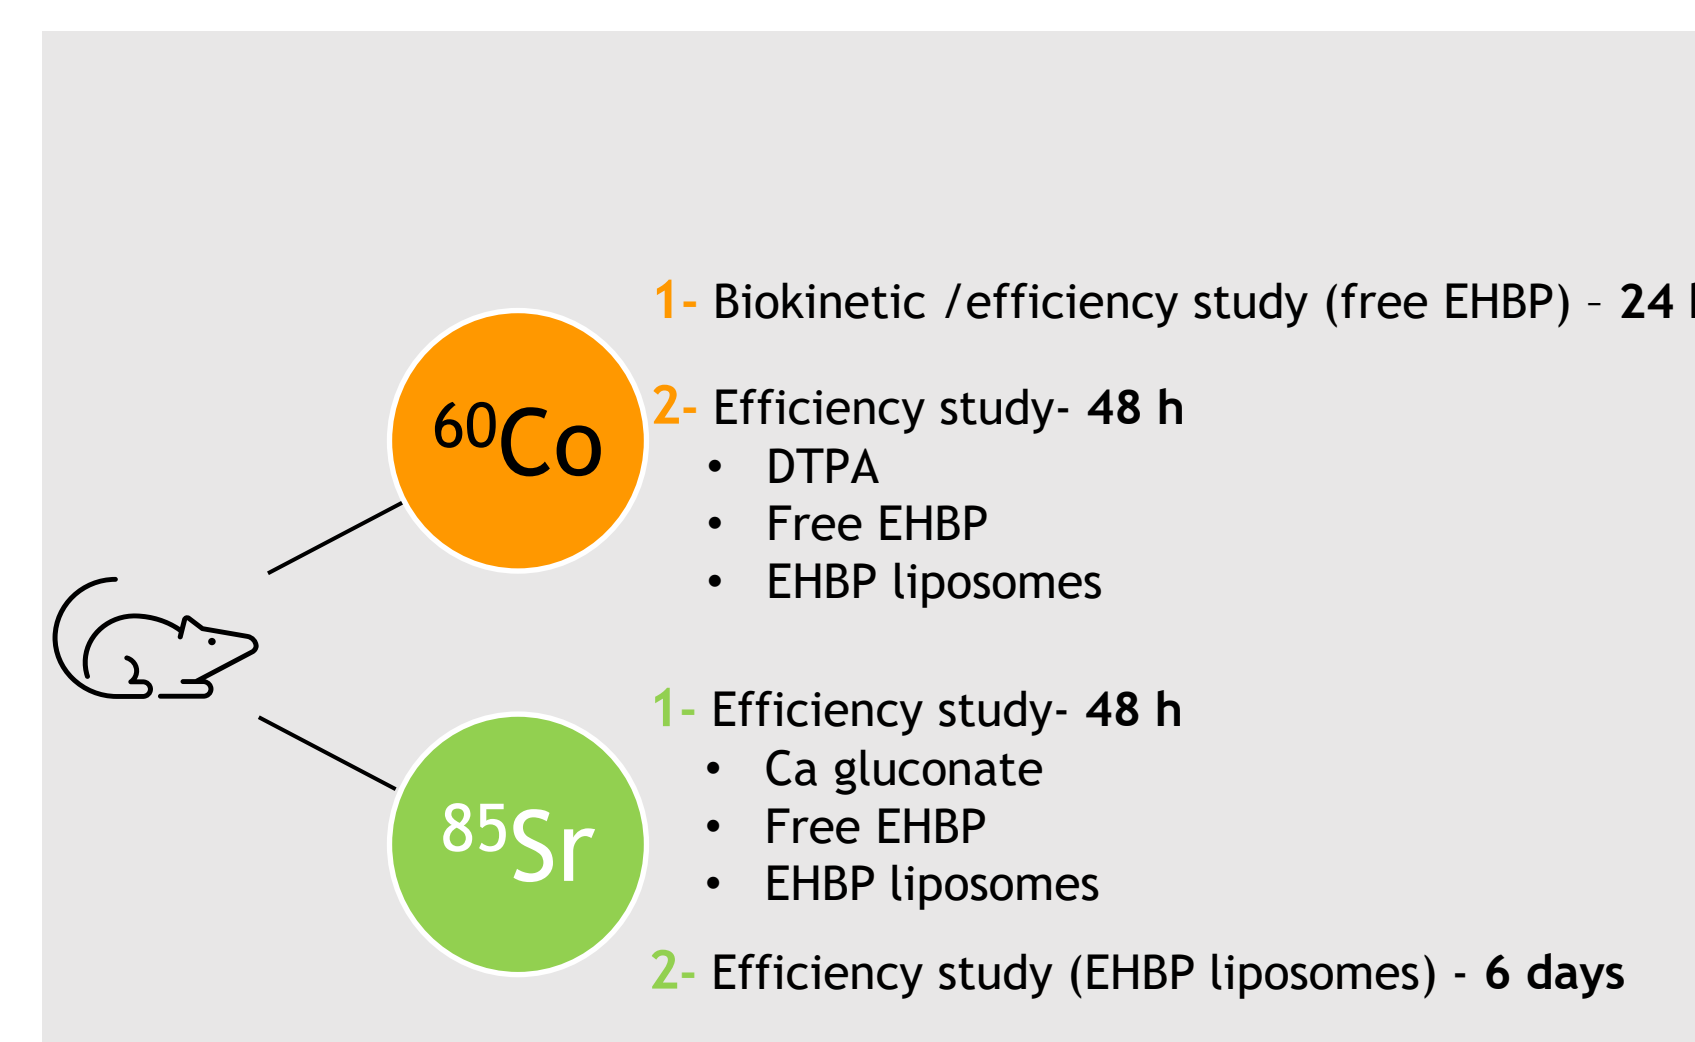 1- Biokinetic /efficiency study (free EHBP) – 24
2- Efficiency study- 48 h
⁶⁰Co
• DTPA
• Free EHBP
• EHBP liposomes
1- Efficiency study- 48 h
• Ca gluconate
⁸⁵Sr
• Free EHBP
• EHBP liposomes
2- Efficiency study (EHBP liposomes) - 6 days